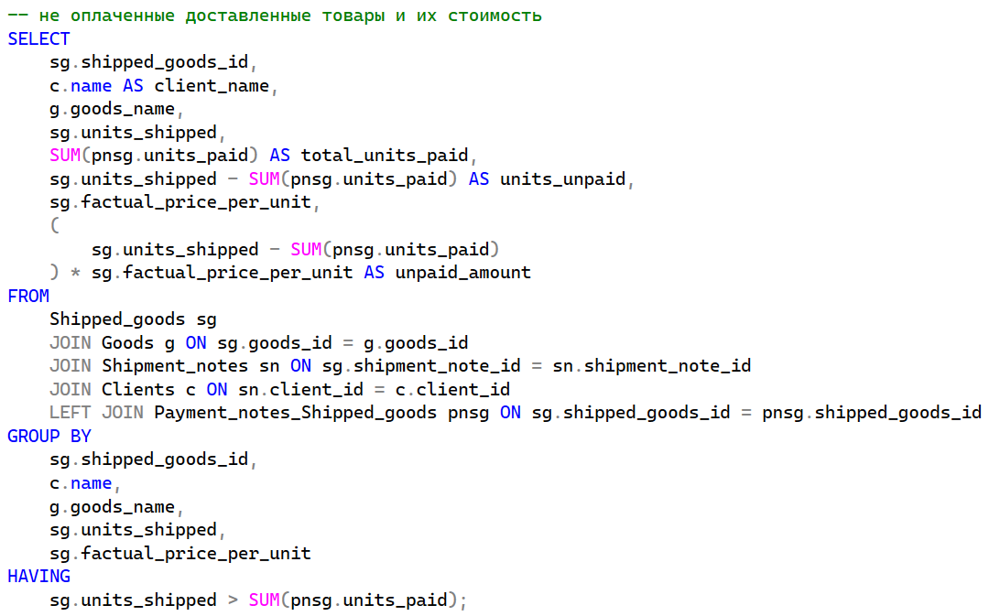 -- не оплаченные доставленные товары и их стоимость
SELECT
    sg.shipped_goods_id,
    c.name AS client_name,
    g.goods_name,
    sg.units_shipped,
    SUM(pnsg.units_paid) AS total_units_paid,
    sg.units_shipped - SUM(pnsg.units_paid) AS units_unpaid,
    sg.factual_price_per_unit,
    (
        sg.units_shipped - SUM(pnsg.units_paid)
    ) * sg.factual_price_per_unit AS unpaid_amount
FROM
    Shipped_goods sg
    JOIN Goods g ON sg.goods_id = g.goods_id
    JOIN Shipment_notes sn ON sg.shipment_note_id = sn.shipment_note_id
    JOIN Clients c ON sn.client_id = c.client_id
    LEFT JOIN Payment_notes_Shipped_goods pnsg ON sg.shipped_goods_id = pnsg.shipped_goods_id
GROUP BY
    sg.shipped_goods_id,
    c.name,
    g.goods_name,
    sg.units_shipped,
    sg.factual_price_per_unit
HAVING
    sg.units_shipped > SUM(pnsg.units_paid);